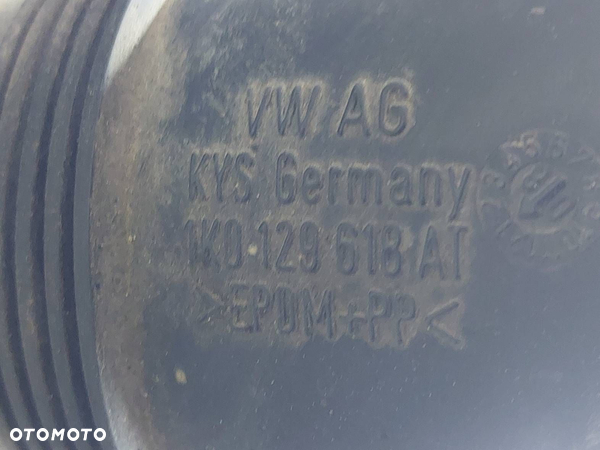 VW AG
KYS Germany
1K0 129 618 AT
>EPDM+PP<
OTOMOTO